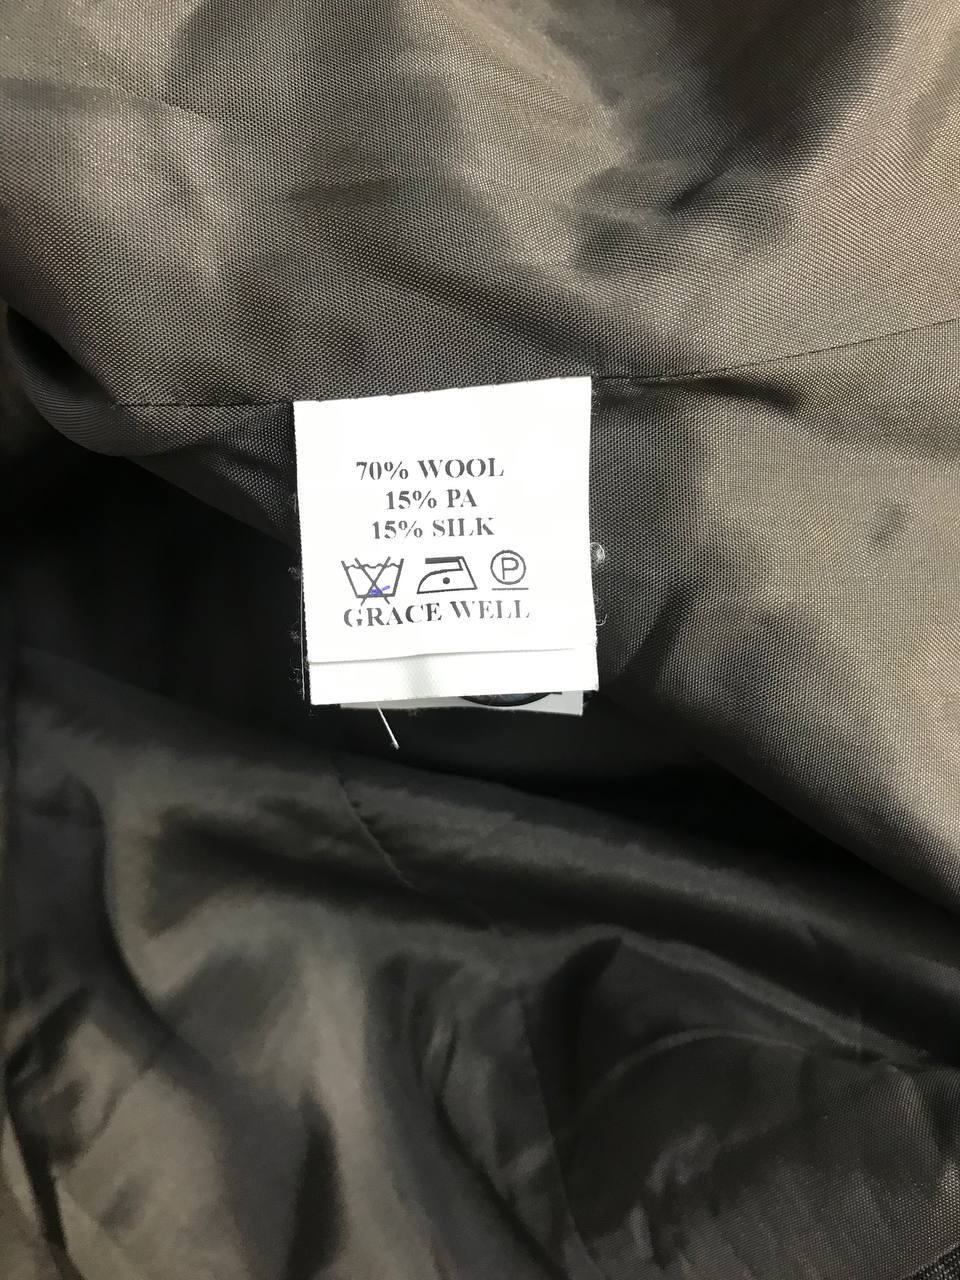 70% WOOL
15% PA
15% SILK
P
GRACE WELL